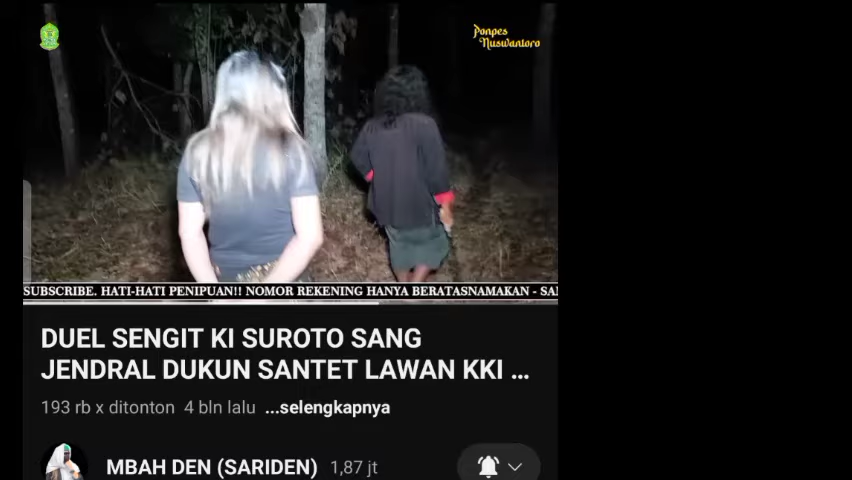 Ponpes
Nuswantoro
SUBSCRIBE. HATI-HATI PENIPUAN!! NOMOR REKENING HANYA BERATASNAMAKAN - SA
DUEL SENGIT KI SUROTO SANG
JENDRAL DUKUN SANTET LAWAN KKI ...
193 rb x ditonton 4 bln lalu ...selengkapnya
MBAH DEN (SARIDEN) 1,87 jt